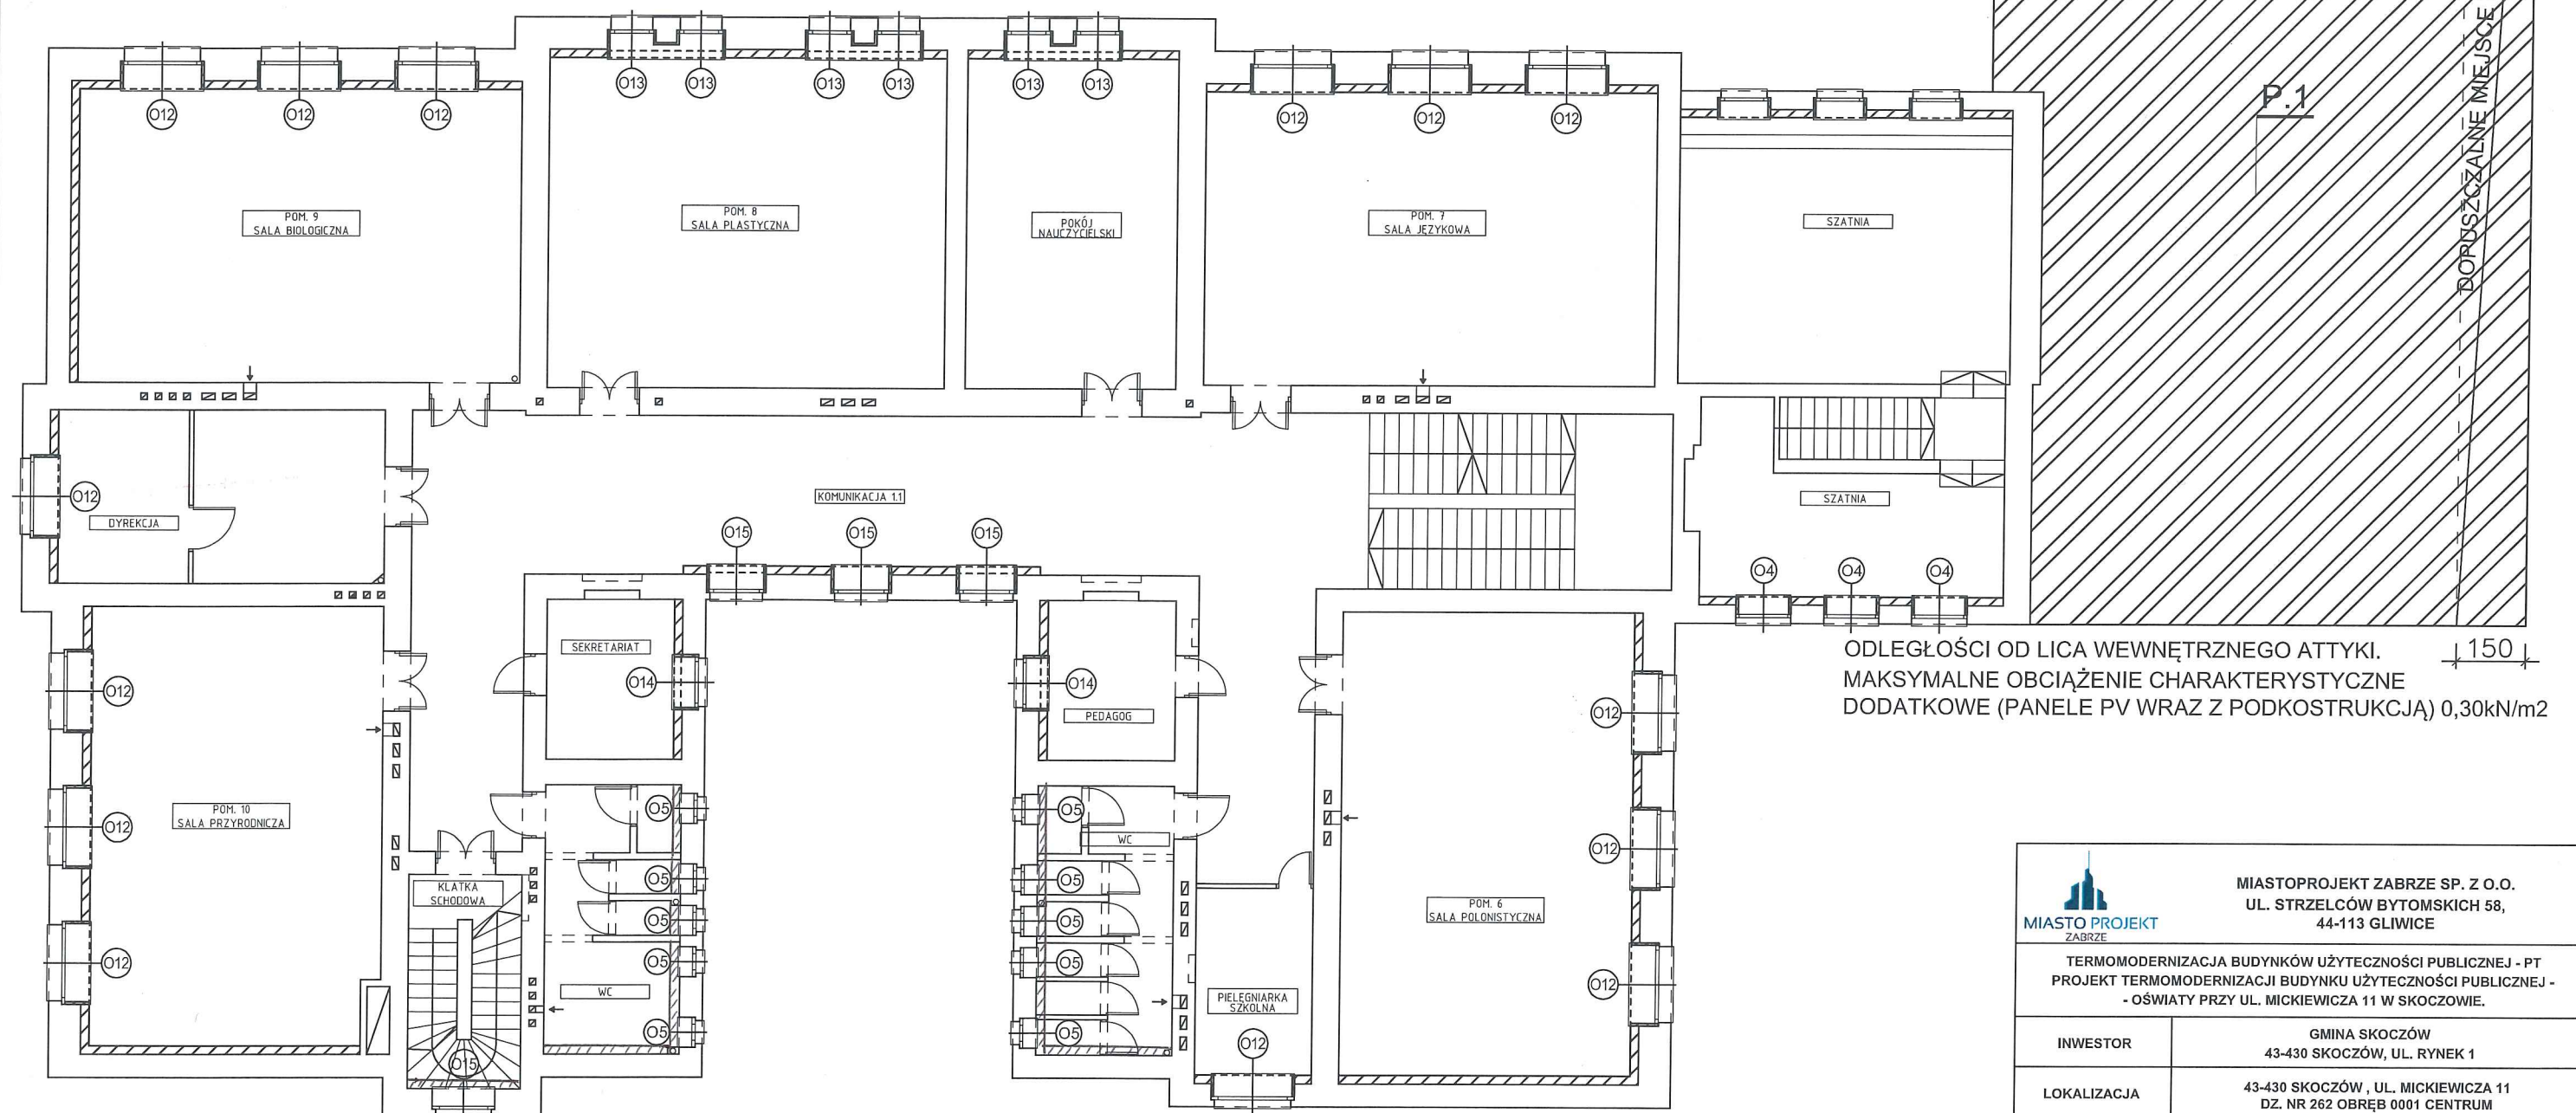 O13
O13
O13
O13
O13
O13
O12
O12
O12
O12
O12
O12
P.1
DOPUSZCZALNE MIEJSCE
POM. 9
SALA BIOLOGICZNA
POM. 8
SALA PLASTYCZNA
POKÓJ
NAUCZYCIELSKI
POM. 7
SALA JĘZYKOWA
SZATNIA
O12
DYREKCJA
KOMUNIKACJA 1.1
SZATNIA
O15
O15
O15
O4
O4
O4
SEKRETARIAT
O14
O14
PEDAGOG
ODLEGŁOŚCI OD LICA WEWNĘTRZNEGO ATTYKI.
150
MAKSYMALNE OBCIĄŻENIE CHARAKTERYSTYCZNE
DODATKOWE (PANELE PV WRAZ Z PODKOSTRUKCJĄ) 0,30kN/m2
O12
O12
O12
POM. 10
SALA PRZYRODNICZA
KLATKA
SCHODOWA
O15
O5
O5
O5
O5
O5
WC
O5
WC
O5
O5
O5
O5
PIELĘGNIARKA
SZKOLNA
O12
POM. 6
SALA POLONISTYCZNA
O12
O12
O12
MIASTO PROJEKT
ZABRZE
MIASTOPROJEKT ZABRZE SP. Z O.O.
UL. STRZELCÓW BYTOMSKICH 58,
44-113 GLIWICE
TERMOMODERNIZACJA BUDYNKÓW UŻYTECZNOŚCI PUBLICZNEJ - PT
PROJEKT TERMOMODERNIZACJI BUDYNKU UŻYTECZNOŚCI PUBLICZNEJ -
- OŚWIATY PRZY UL. MICKIEWICZA 11 W SKOCZOWIE.
INWESTOR
GMINA SKOCZÓW
43-430 SKOCZÓW, UL. RYNEK 1
LOKALIZACJA
43-430 SKOCZÓW , UL. MICKIEWICZA 11
DZ. NR 262 OBRĘB 0001 CENTRUM